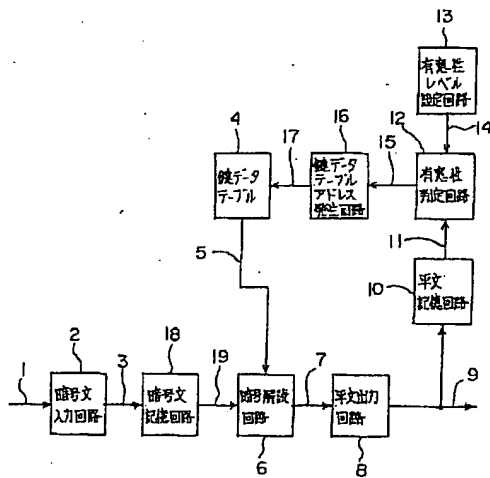 13
有意性
レベル
設定回路
12
14
有意性
判定回路
15
16
鍵データ
テーブル
アドレス
発生回路
17
4
鍵データ
テーブル
5
11
10
平文
記憶回路
1
2
暗号文
入力回路
3
18
暗号文
記憶回路
19
暗号解読
回路
6
7
平文出力
回路
8
9